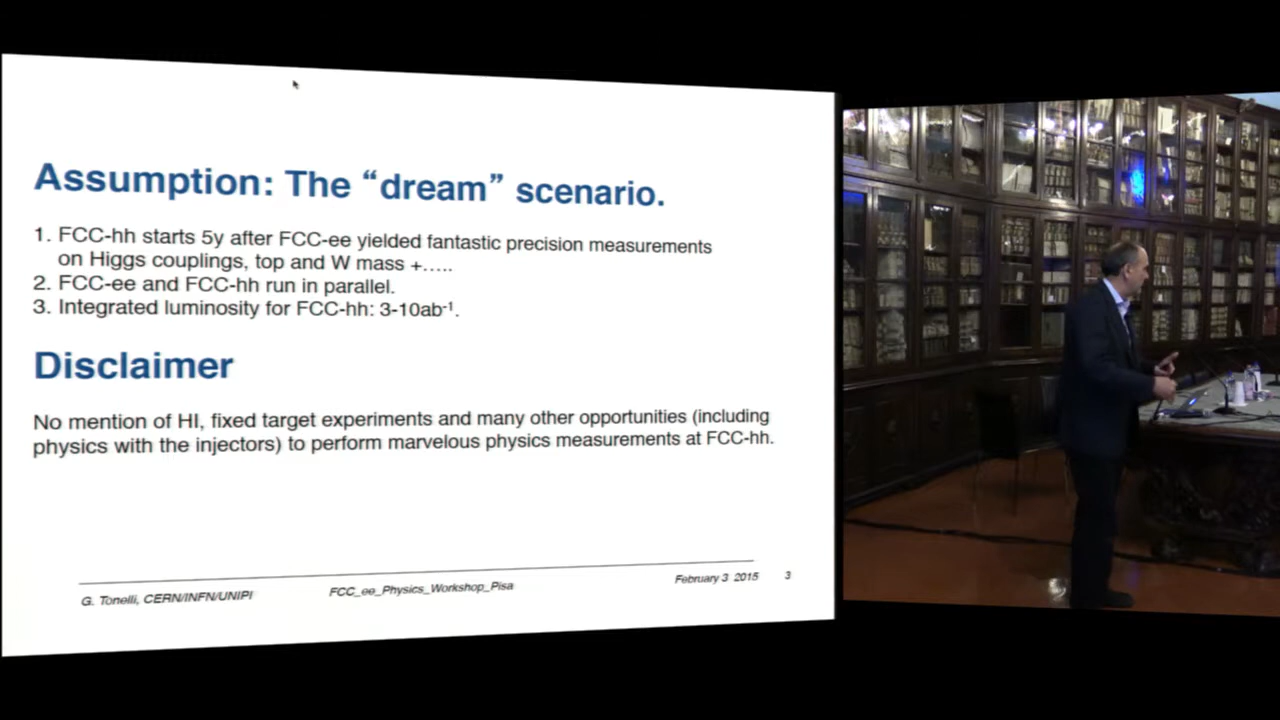 Assumption: The “dream” scenario.
1. FCC-hh starts 5y after FCC-ee yielded fantastic precision measurements
on Higgs couplings, top and W mass +…..
2. FCC-ee and FCC-hh run in parallel.
3. Integrated luminosity for FCC-hh: 3-10ab⁻¹.
Disclaimer
No mention of HI, fixed target experiments and many other opportunities (including
physics with the injectors) to perform marvelous physics measurements at FCC-hh.
G. Tonelli, CERN/INFN/UNIPI FCC_ee_Physics_Workshop_Pisa February 3 2015 3